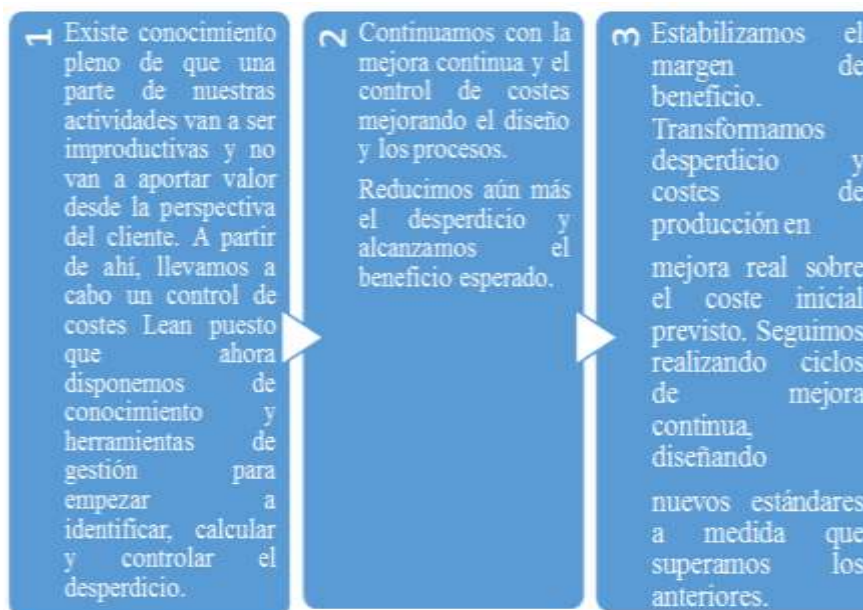 1
Existe conocimiento
pleno de que una
parte de nuestras
actividades van a ser
improductivas y no
van a aportar valor
desde la perspectiva
del cliente. A partir
de ahí, llevamos a
cabo un control de
costes Lean puesto
que ahora
disponemos de
conocimiento y
herramientas de
gestión para
empezar a
identificar, calcular
y controlar el
desperdicio.
2
Continuamos con la
mejora continua y el
control de costes
mejorando el diseño
y los procesos.
Reducimos aún más
el desperdicio y
alcanzamos el
beneficio esperado.
3
Estabilizamos el
margen de
beneficio.
Transformamos
desperdicio y
costes de
producción en
mejora real sobre
el coste inicial
previsto. Seguimos
realizando ciclos
de mejora
continua,
diseñando
nuevos estándares
a medida que
superamos los
anteriores.